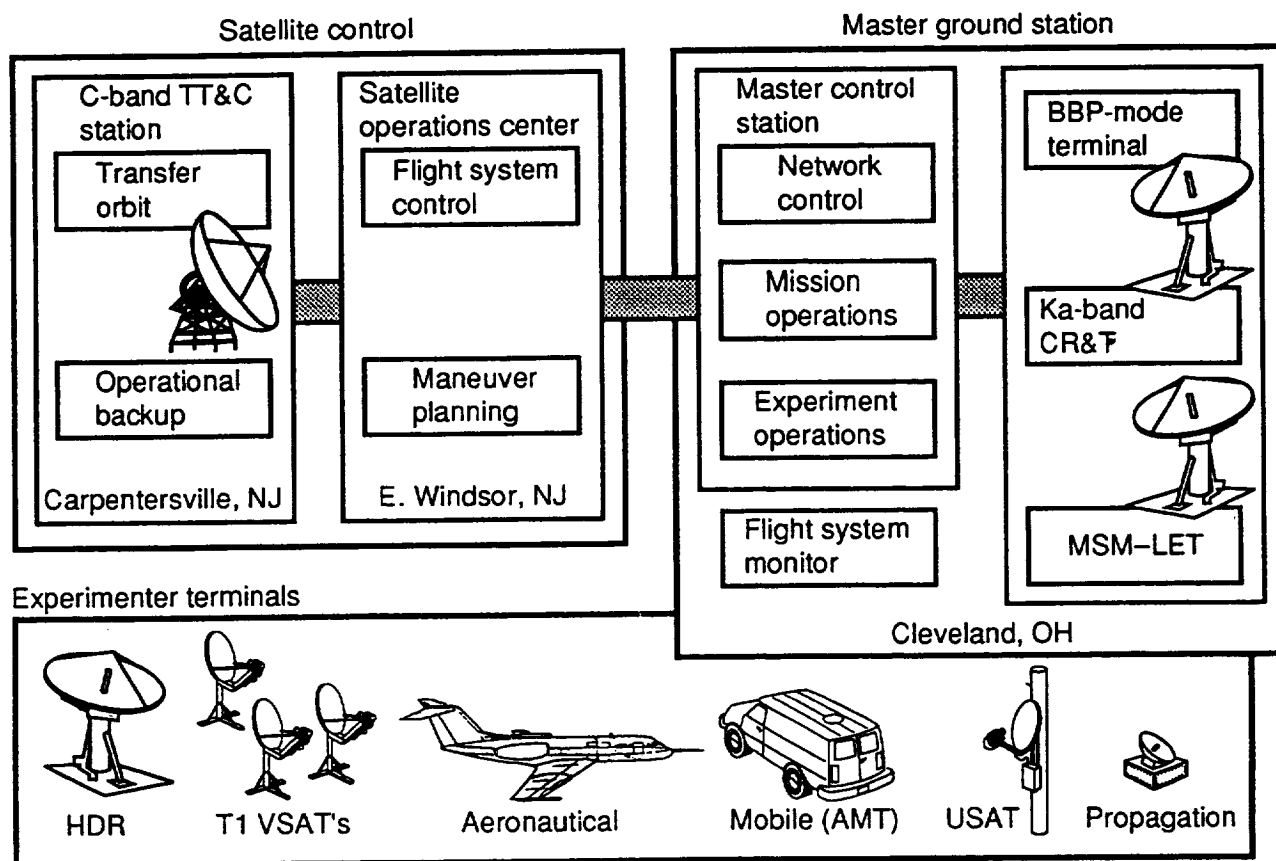 Satellite control
C-band TT&C
station
Transfer
orbit
Operational
backup
Carpentersville, NJ
Satellite
operations center
Flight system
control
Maneuver
planning
E. Windsor, NJ
Master ground station
Master control
station
Network
control
Mission
operations
Experiment
operations
Flight system
monitor
BBP-mode
terminal
Ka-band
CR&T
MSM–LET
Cleveland, OH
Experimenter terminals
HDR
T1 VSAT's
Aeronautical
Mobile (AMT)
USAT
Propagation